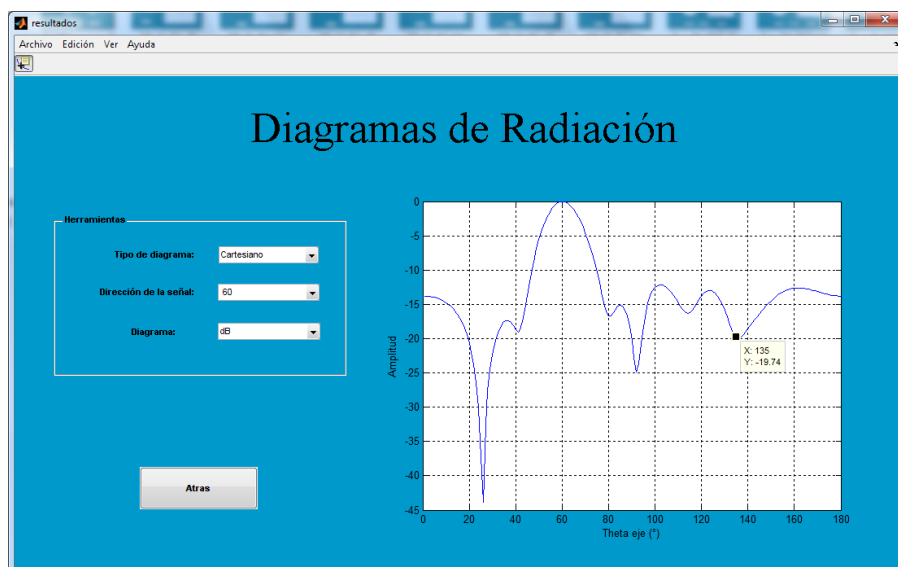 resultados
Archivo Edición Ver Ayuda
Diagramas de Radiación
Herramientas
Tipo de diagrama: Cartesiano
Dirección de la señal: 60
Diagrama: dB
Atras
Amplitud
0
-5
-10
-15
-20
-25
-30
-35
-40
-45
X: 135
Y: -19.74
0 20 40 60 80 100 120 140 160 180
Theta eje (°)